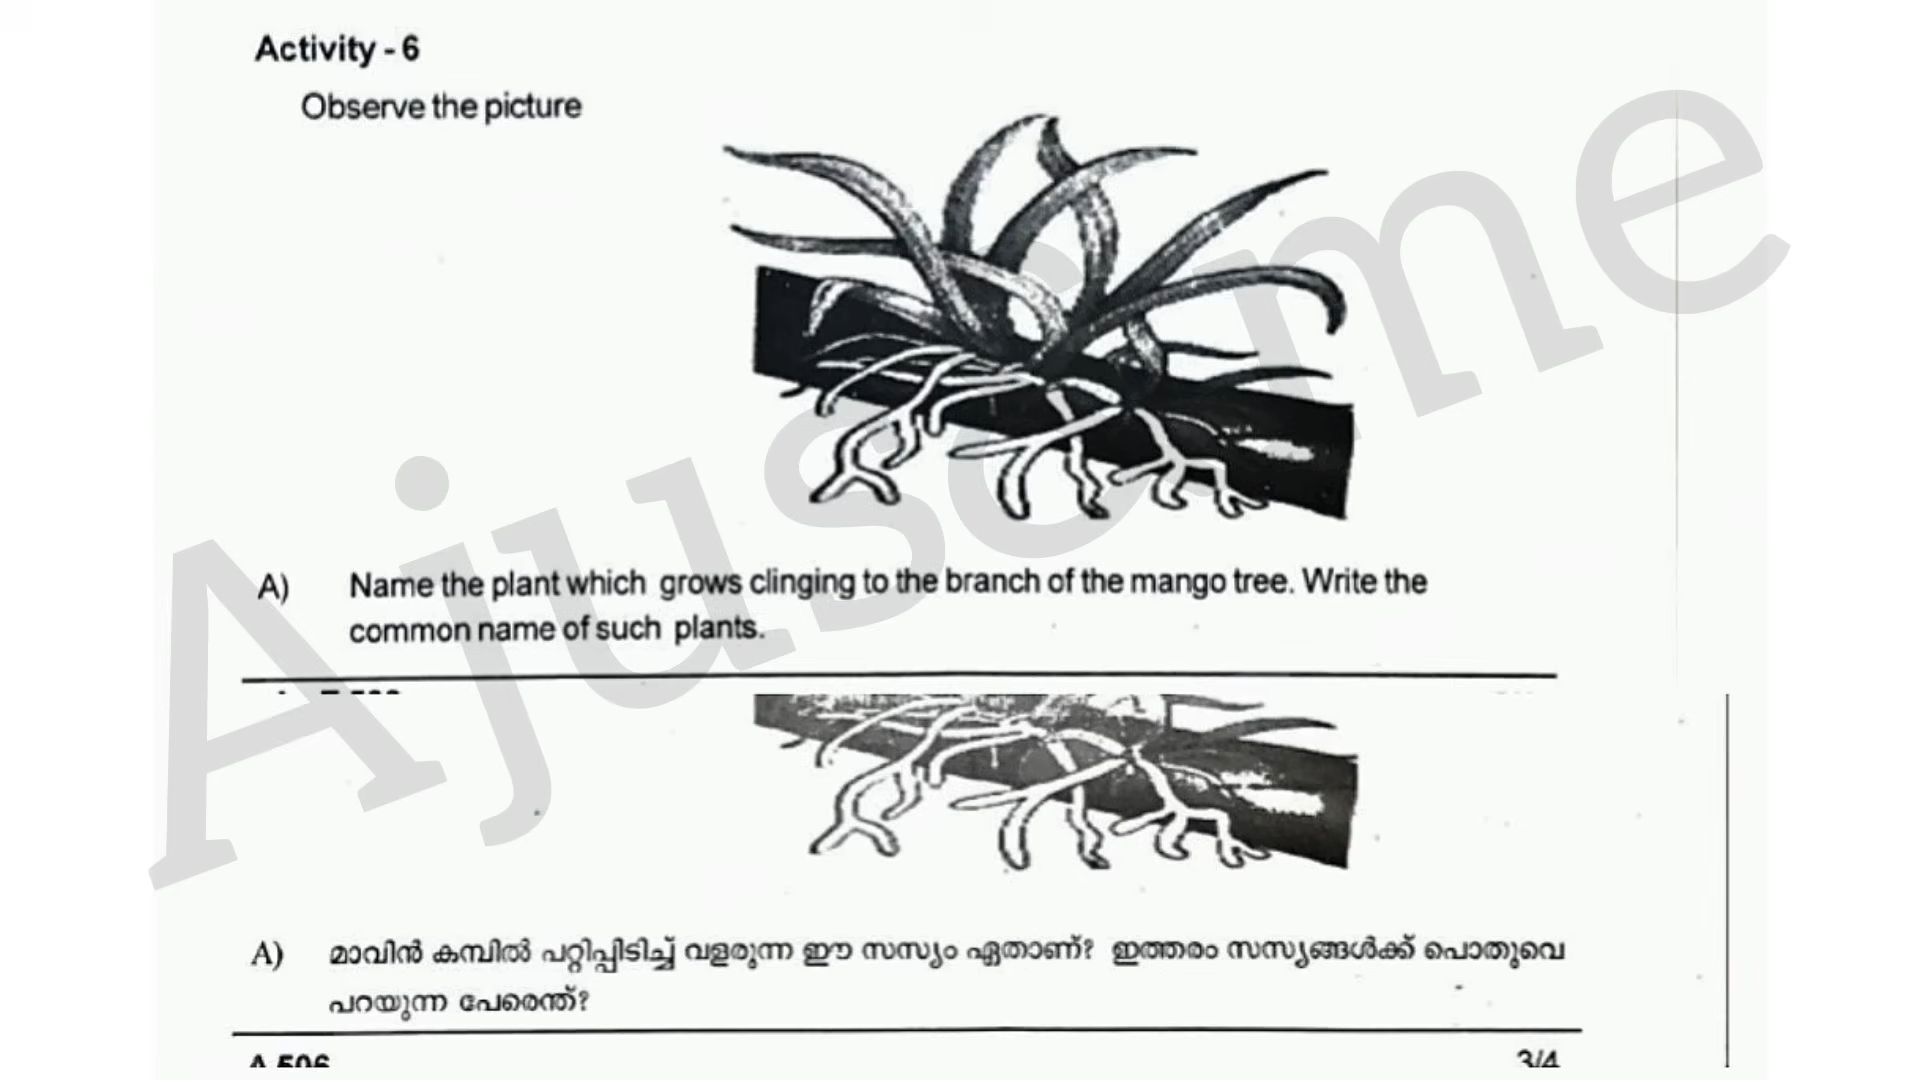 Activity - 6
Observe the picture
A) Name the plant which grows clinging to the branch of the mango tree. Write the
common name of such plants.
A) മാവിൻ കമ്പിൽ പറ്റിപ്പിടിച്ച് വളരുന്ന ഈ സസ്യം ഏതാണ്? ഇത്തരം സസ്യങ്ങൾക്ക് പൊതുവെ
പറയുന്ന പേരെന്ത്?
A 506
3/4